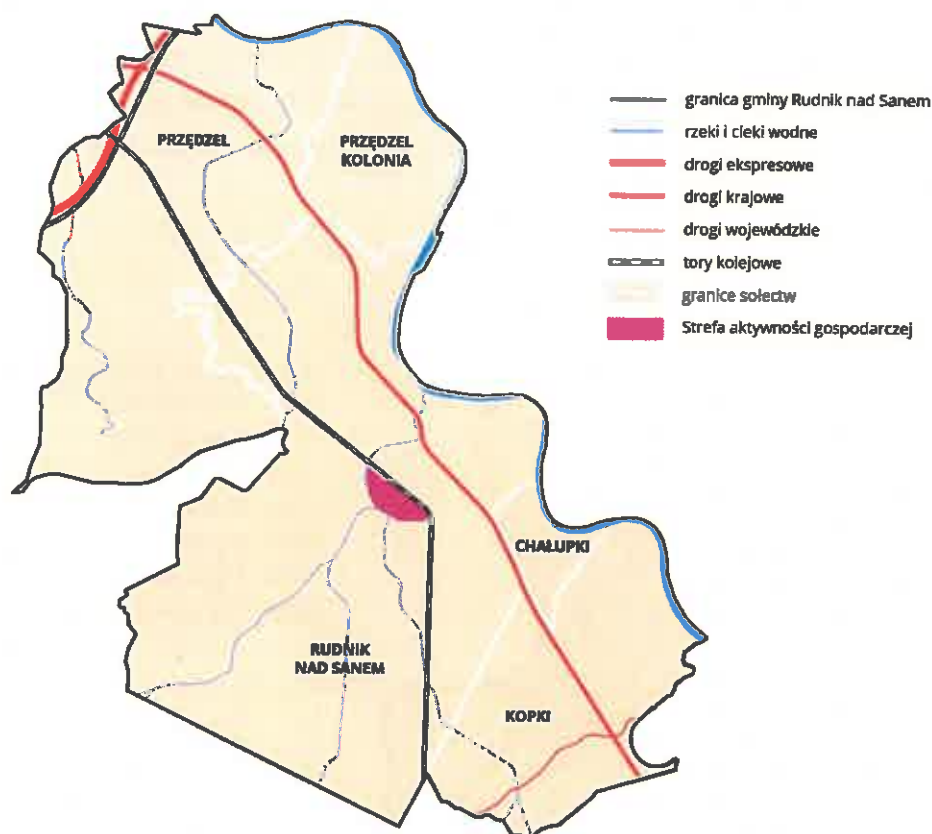 PRZĘDZEL
PRZĘDZEL
KOLONIA
CHAŁUPKI
RUDNIK
NAD SANEM
KOPKI
granica gminy Rudnik nad Sanem
rzeki i cieki wodne
drogi ekspresowe
drogi krajowe
drogi wojewódzkie
tory kolejowe
granice sołectw
Strefa aktywności gospodarczej